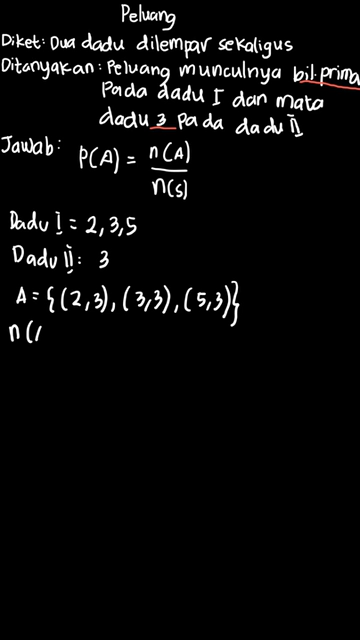 Peluang
Diket: Dua dadu dilempar sekaligus
Ditanyakan: Peluang munculnya bil. prima
Pada dadu I dan mata
dadu 3 pada dadu II
Jawab: P(A) = n(A)
n(s)
Dadu I = 2,3,5
Dadu II : 3
A = {(2,3), (3,3), (5,3)}
n(